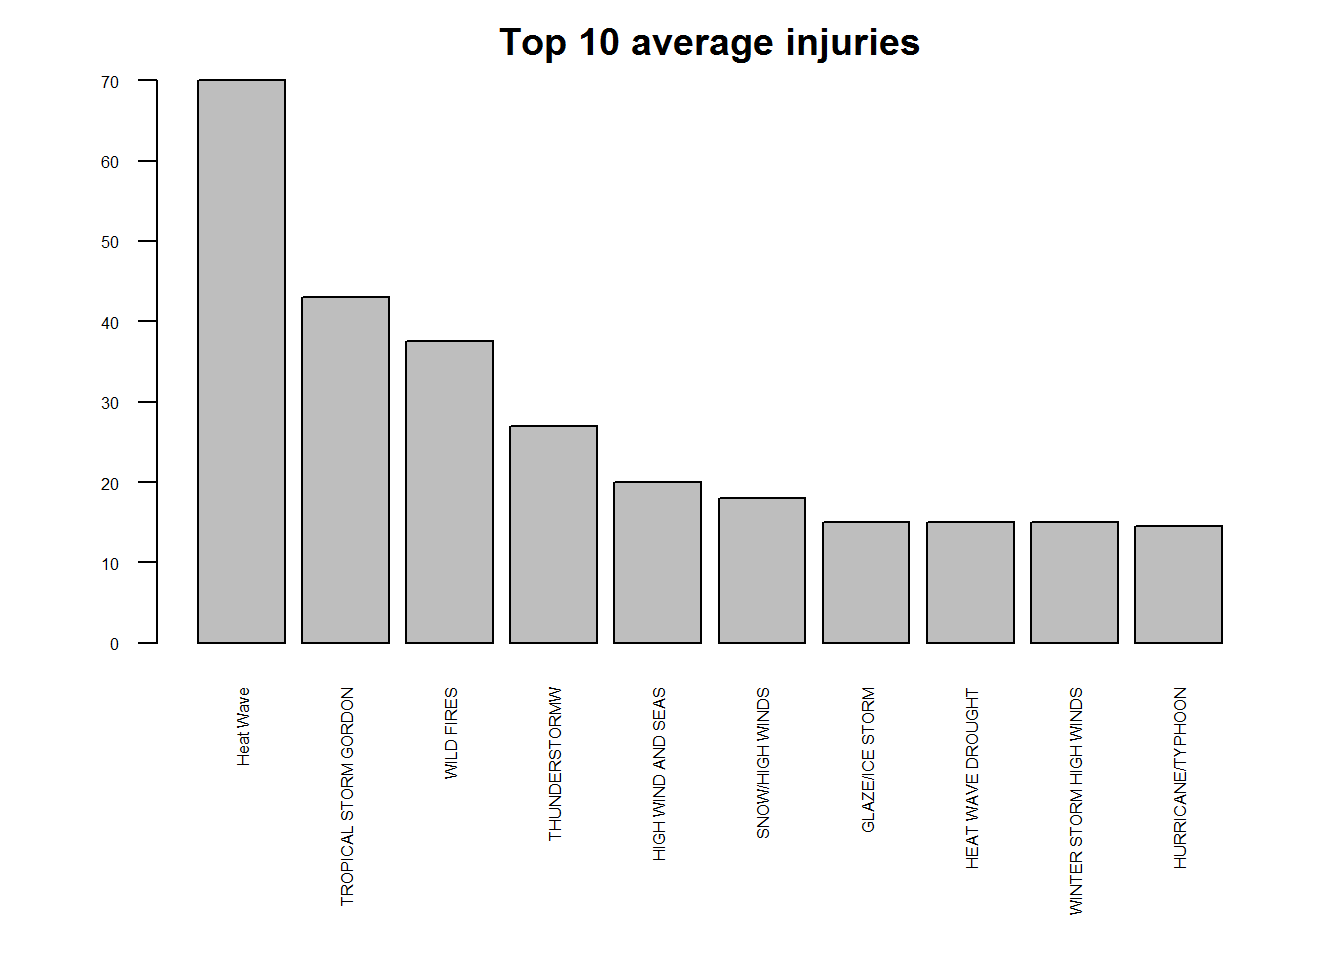 Top 10 average injuries
70
60
50
40
30
20
10
0
Heat Wave
TROPICAL STORM GORDON
WILD FIRES
THUNDERSTORMW
HIGH WIND AND SEAS
SNOW/HIGH WINDS
GLAZE/ICE STORM
HEAT WAVE DROUGHT
WINTER STORM HIGH WINDS
HURRICANE/TYPHOON